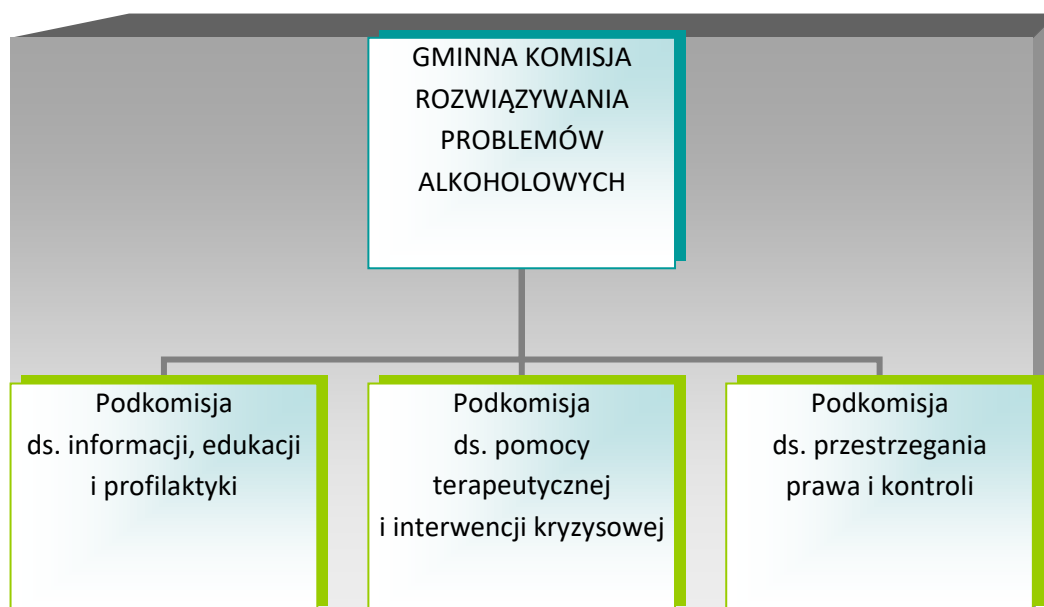 GMINNA KOMISJA
ROZWIĄZYWANIA
PROBLEMÓW
ALKOHOLOWYCH
Podkomisja
ds. informacji, edukacji
i profilaktyki
Podkomisja
ds. pomocy
terapeutycznej
i interwencji kryzysowej
Podkomisja
ds. przestrzegania
prawa i kontroli